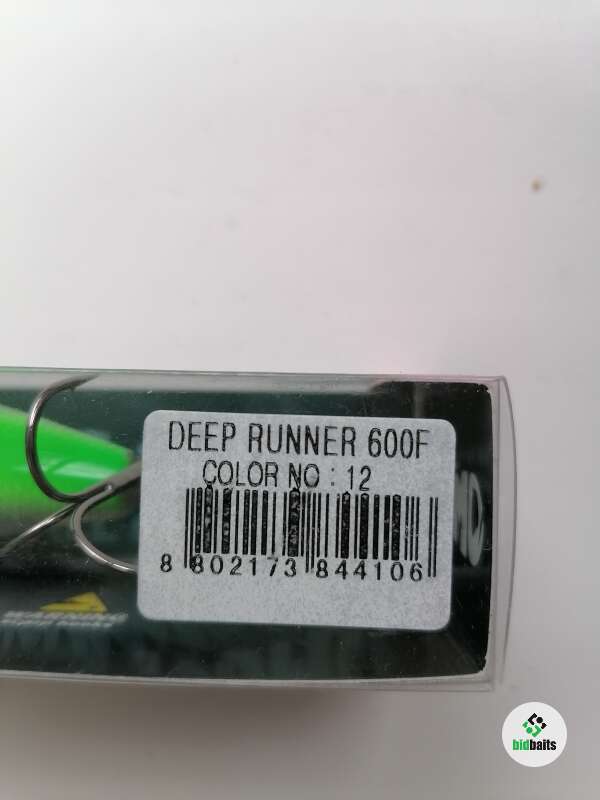 DEEP RUNNER 600F
COLOR NO : 12
8 802173 844106
bidbaits